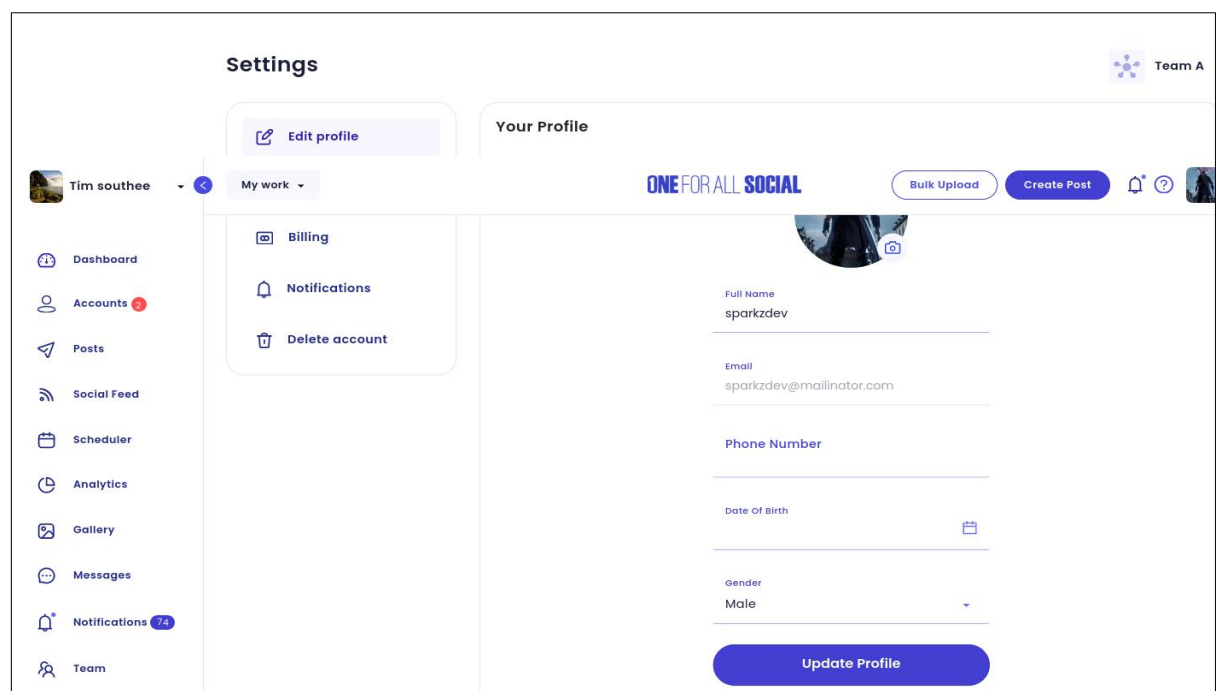 Settings
Team A
Edit profile
Your Profile
Tim southee
My work
ONE FOR ALL SOCIAL
Bulk Upload
Create Post
Billing
Notifications
Delete account
Dashboard
Accounts 2
Posts
Social Feed
Scheduler
Analytics
Gallery
Messages
Notifications 74
Team
Full Name
sparkzdev
Email
sparkzdev@mailinator.com
Phone Number
Date Of Birth
Gender
Male
Update Profile